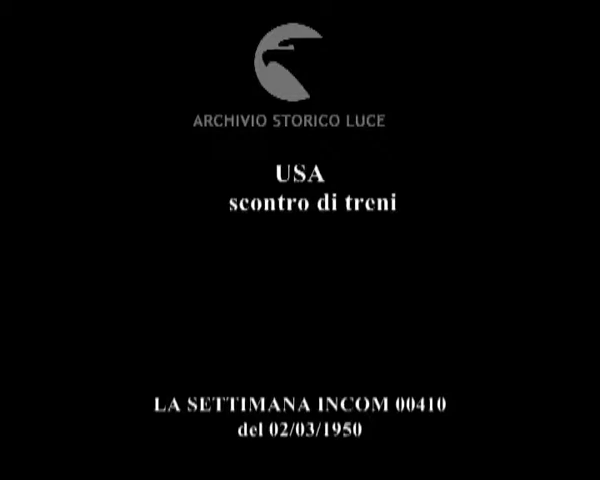 ARCHIVIO STORICO LUCE
USA
scontro di treni
LA SETTIMANA INCOM 00410
del 02/03/1950